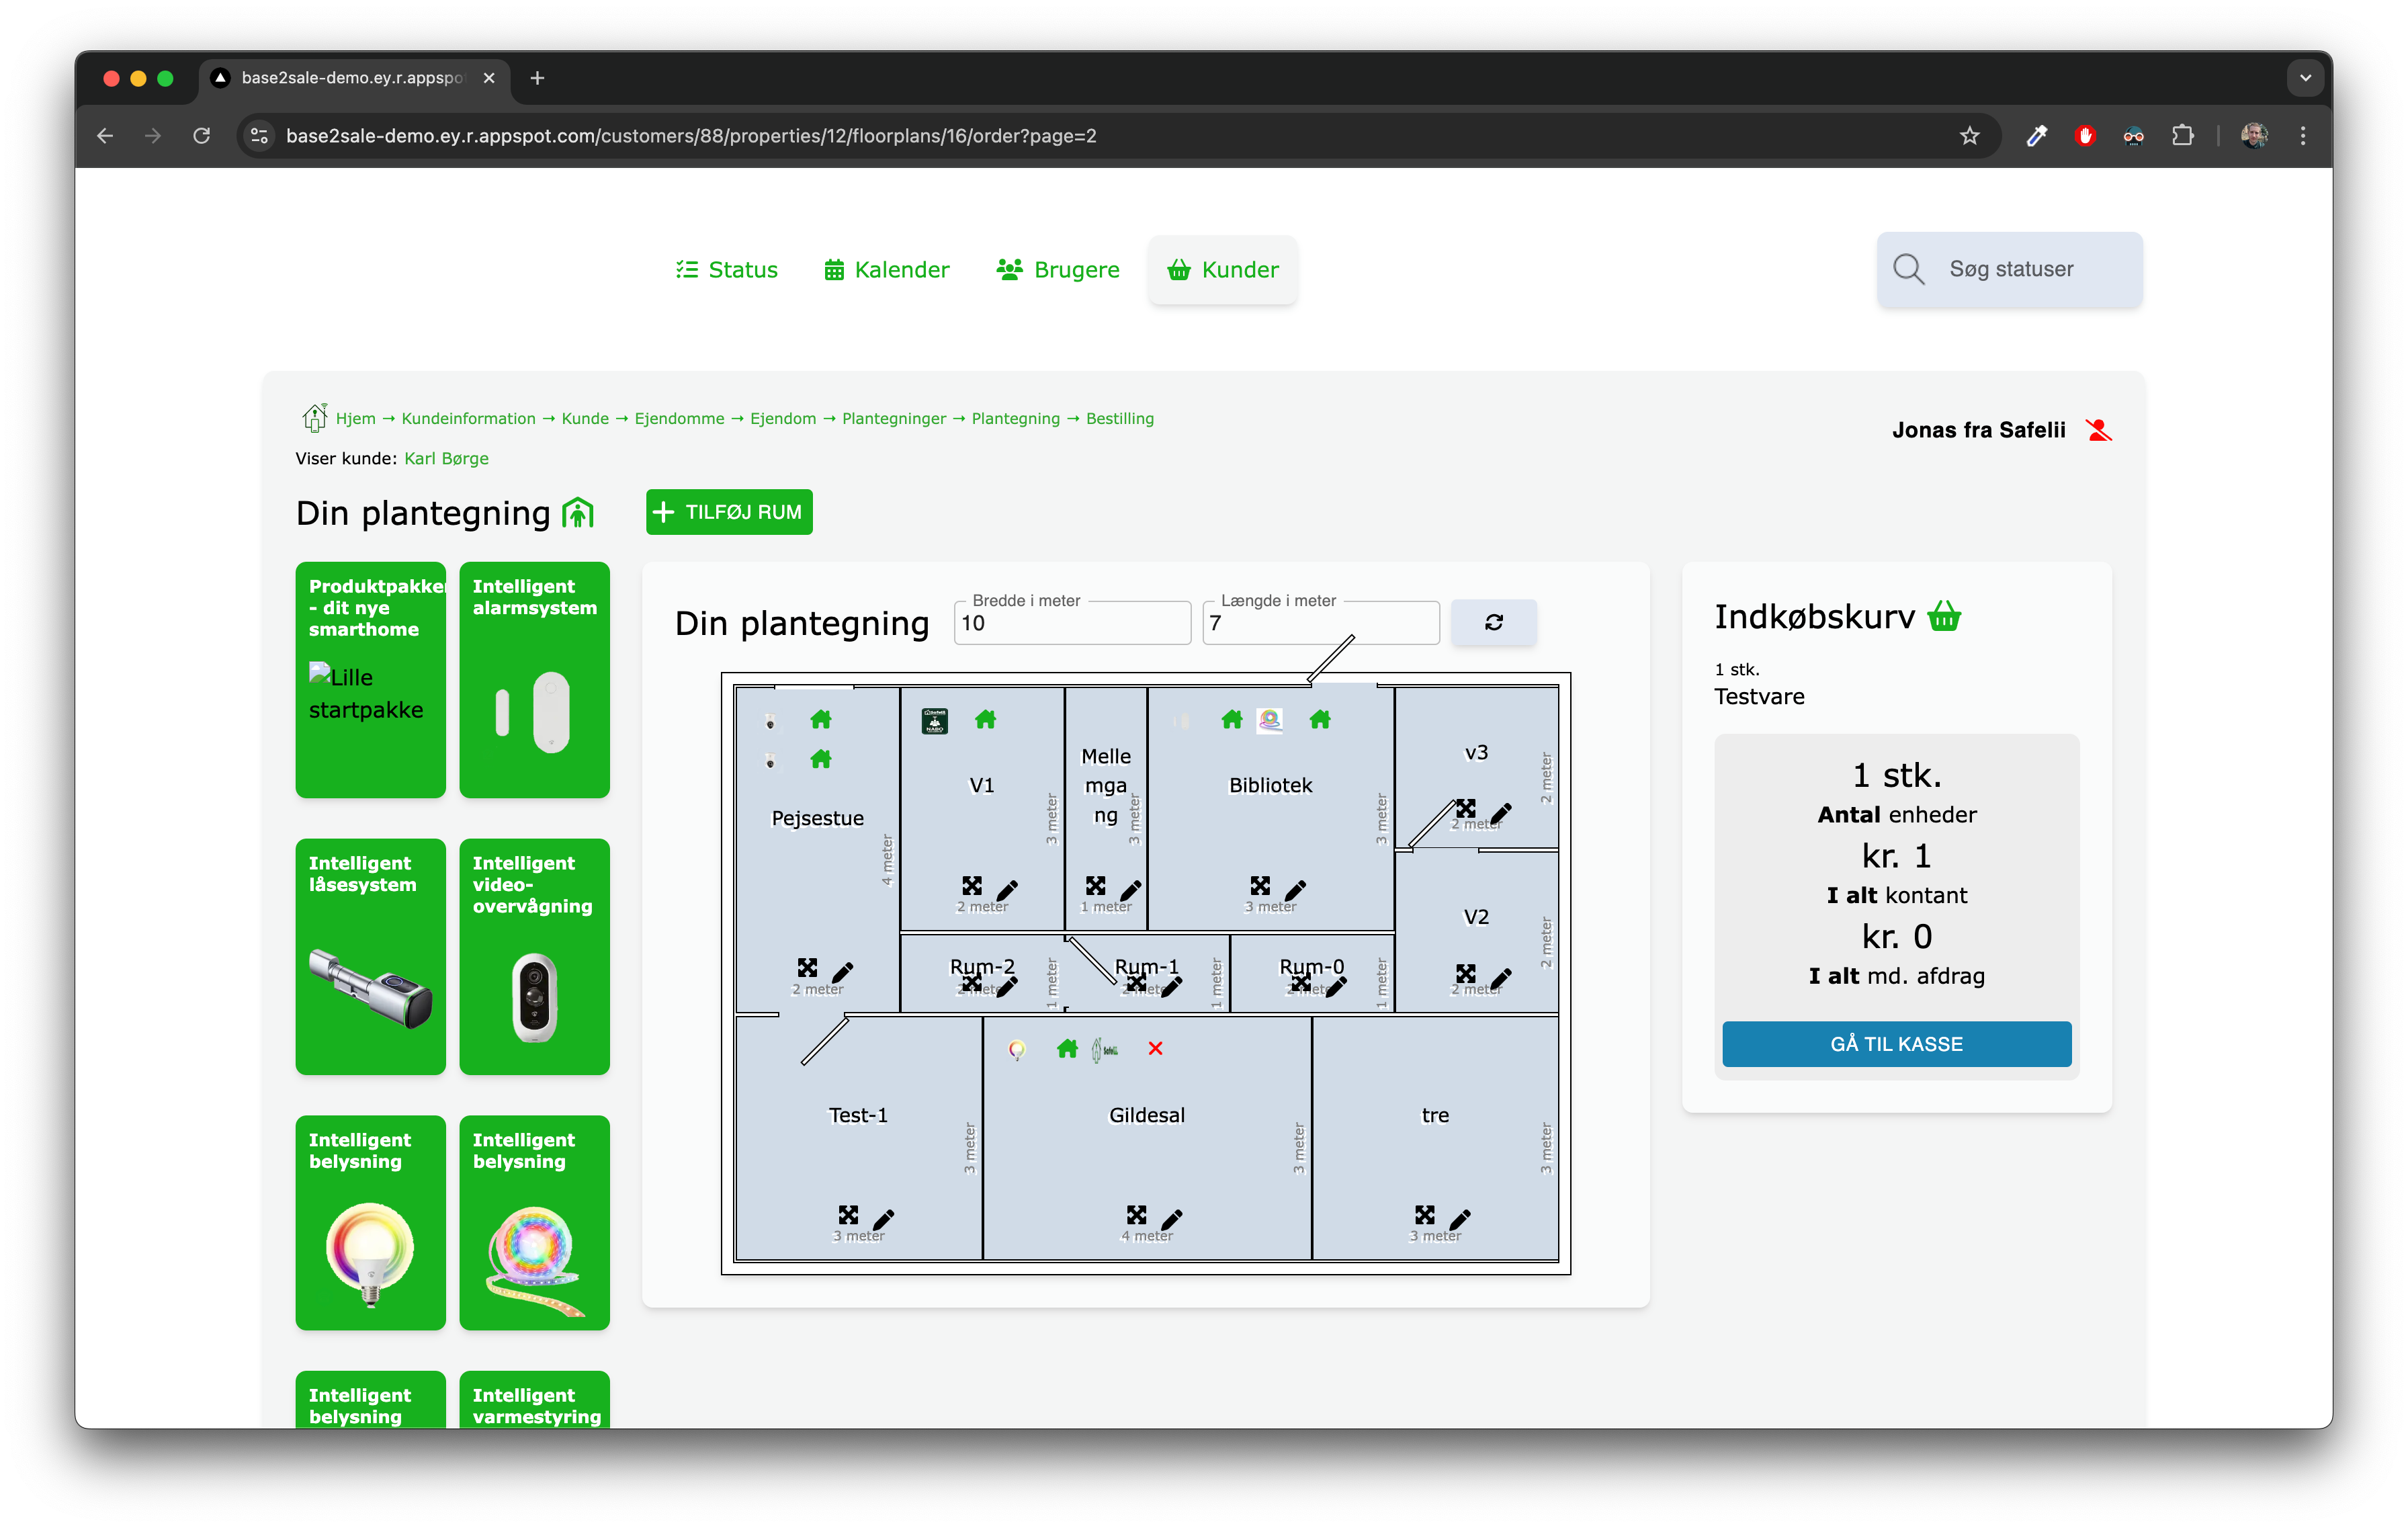 base2sale-demo.ey.r.appspo
base2sale-demo.ey.r.appspot.com/customers/88/properties/12/floorplans/16/order?page=2
Status
Kalender
Brugere
Kunder
Søg statuser
Hjem → Kundeinformation → Kunde → Ejendomme → Ejendom → Plantegninger → Plantegning → Bestilling
Jonas fra Safelii
Viser kunde: Karl Børge
Din plantegning
TILFØJ RUM
Produktpakke
- dit nye
smarthome
Lille
startpakke
Intelligent
alarmsystem
Intelligent
låsesystem
Intelligent
video-
overvågning
Intelligent
belysning
Intelligent
belysning
Intelligent
belysning
Intelligent
varmestyring
Din plantegning
Bredde i meter
10
Længde i meter
7
Pejsestue
4 meter
2 meter
V1
3 meter
2 meter
Melle
mga
ng
3 meter
1 meter
Bibliotek
3 meter
3 meter
v3
2 meter
2 meter
V2
2 meter
2 meter
Rum-2
1 meter
2 meter
Rum-1
1 meter
2 meter
Rum-0
1 meter
2 meter
Test-1
3 meter
3 meter
Gildesal
3 meter
4 meter
tre
3 meter
3 meter
Indkøbskurv
1 stk.
Testvare
1 stk.
Antal enheder
kr. 1
I alt kontant
kr. 0
I alt md. afdrag
GÅ TIL KASSE